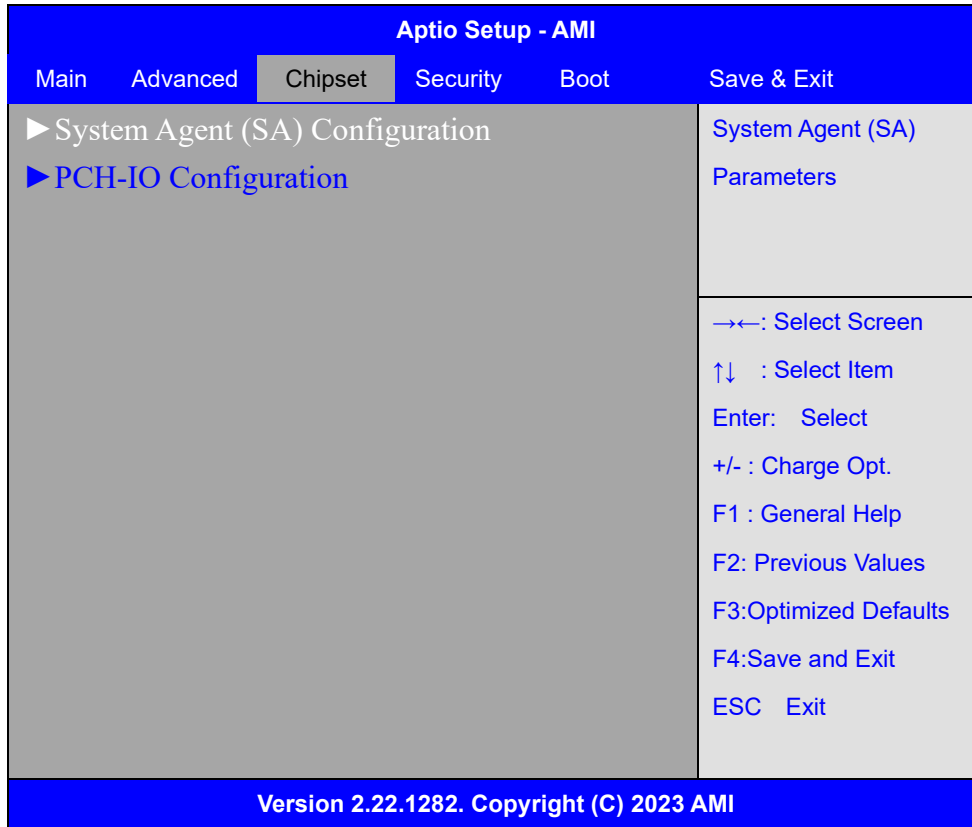 Aptio Setup - AMI
Main Advanced Chipset Security Boot Save & Exit
►System Agent (SA) Configuration
►PCH-IO Configuration
System Agent (SA)
Parameters
→←: Select Screen
↑↓ : Select Item
Enter: Select
+/- : Charge Opt.
F1 : General Help
F2: Previous Values
F3:Optimized Defaults
F4:Save and Exit
ESC Exit
Version 2.22.1282. Copyright (C) 2023 AMI